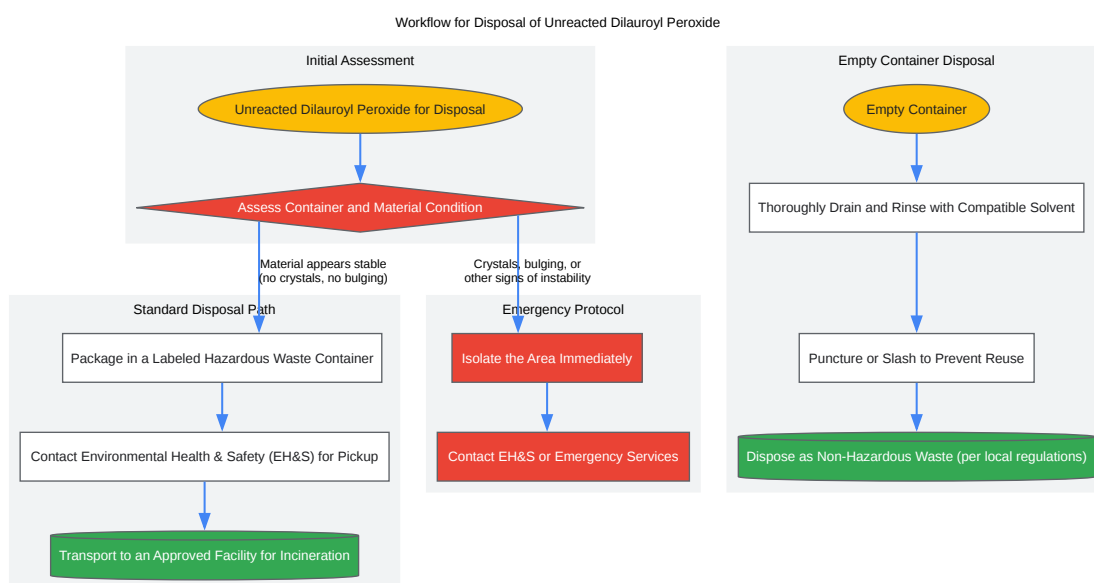 Workflow for Disposal of Unreacted Dilauroyl Peroxide
Initial Assessment
Unreacted Dilauroyl Peroxide for Disposal
Assess Container and Material Condition
Material appears stable
(no crystals, no bulging)
Crystals, bulging, or
other signs of instability
Standard Disposal Path
Package in a Labeled Hazardous Waste Container
Contact Environmental Health & Safety (EH&S) for Pickup
Transport to an Approved Facility for Incineration
Emergency Protocol
Isolate the Area Immediately
Contact EH&S or Emergency Services
Empty Container Disposal
Empty Container
Thoroughly Drain and Rinse with Compatible Solvent
Puncture or Slash to Prevent Reuse
Dispose as Non-Hazardous Waste (per local regulations)